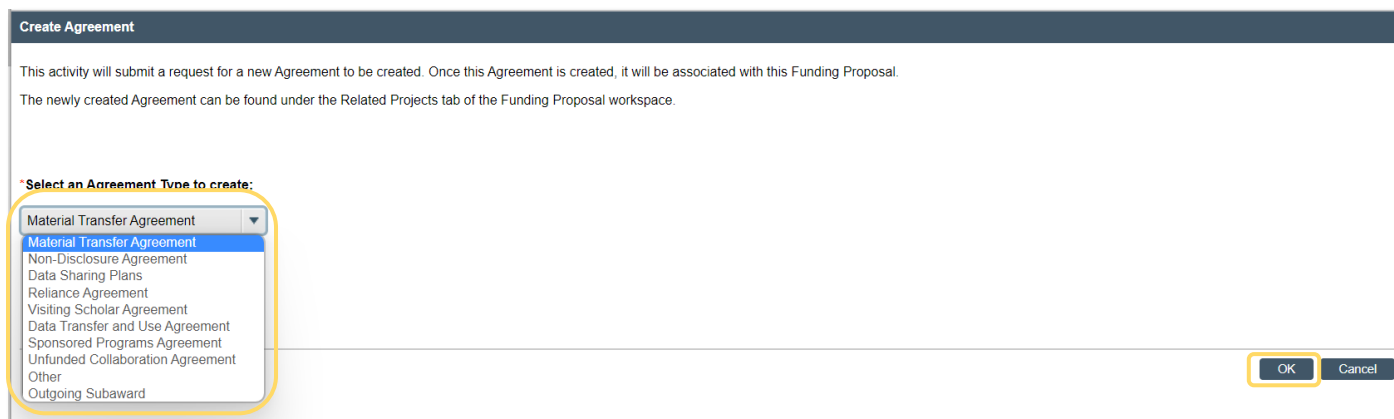 Create Agreement
This activity will submit a request for a new Agreement to be created. Once this Agreement is created, it will be associated with this Funding Proposal.
The newly created Agreement can be found under the Related Projects tab of the Funding Proposal workspace.
*Select an Agreement Type to create:
Material Transfer Agreement
Material Transfer Agreement
Non-Disclosure Agreement
Data Sharing Plans
Reliance Agreement
Visiting Scholar Agreement
Data Transfer and Use Agreement
Sponsored Programs Agreement
Unfunded Collaboration Agreement
Other
Outgoing Subaward
OK Cancel